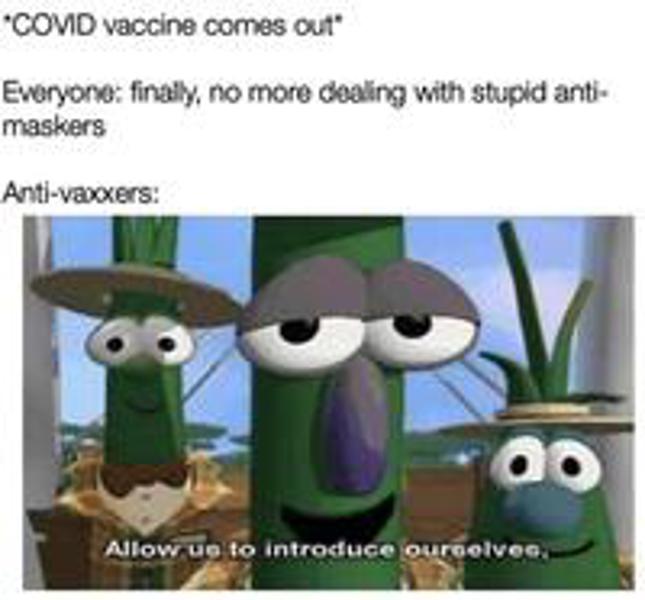 *COVID vaccine comes out*
Everyone: finally, no more dealing with stupid anti-
maskers
Anti-vaxxers:
Allow us to introduce ourselves.